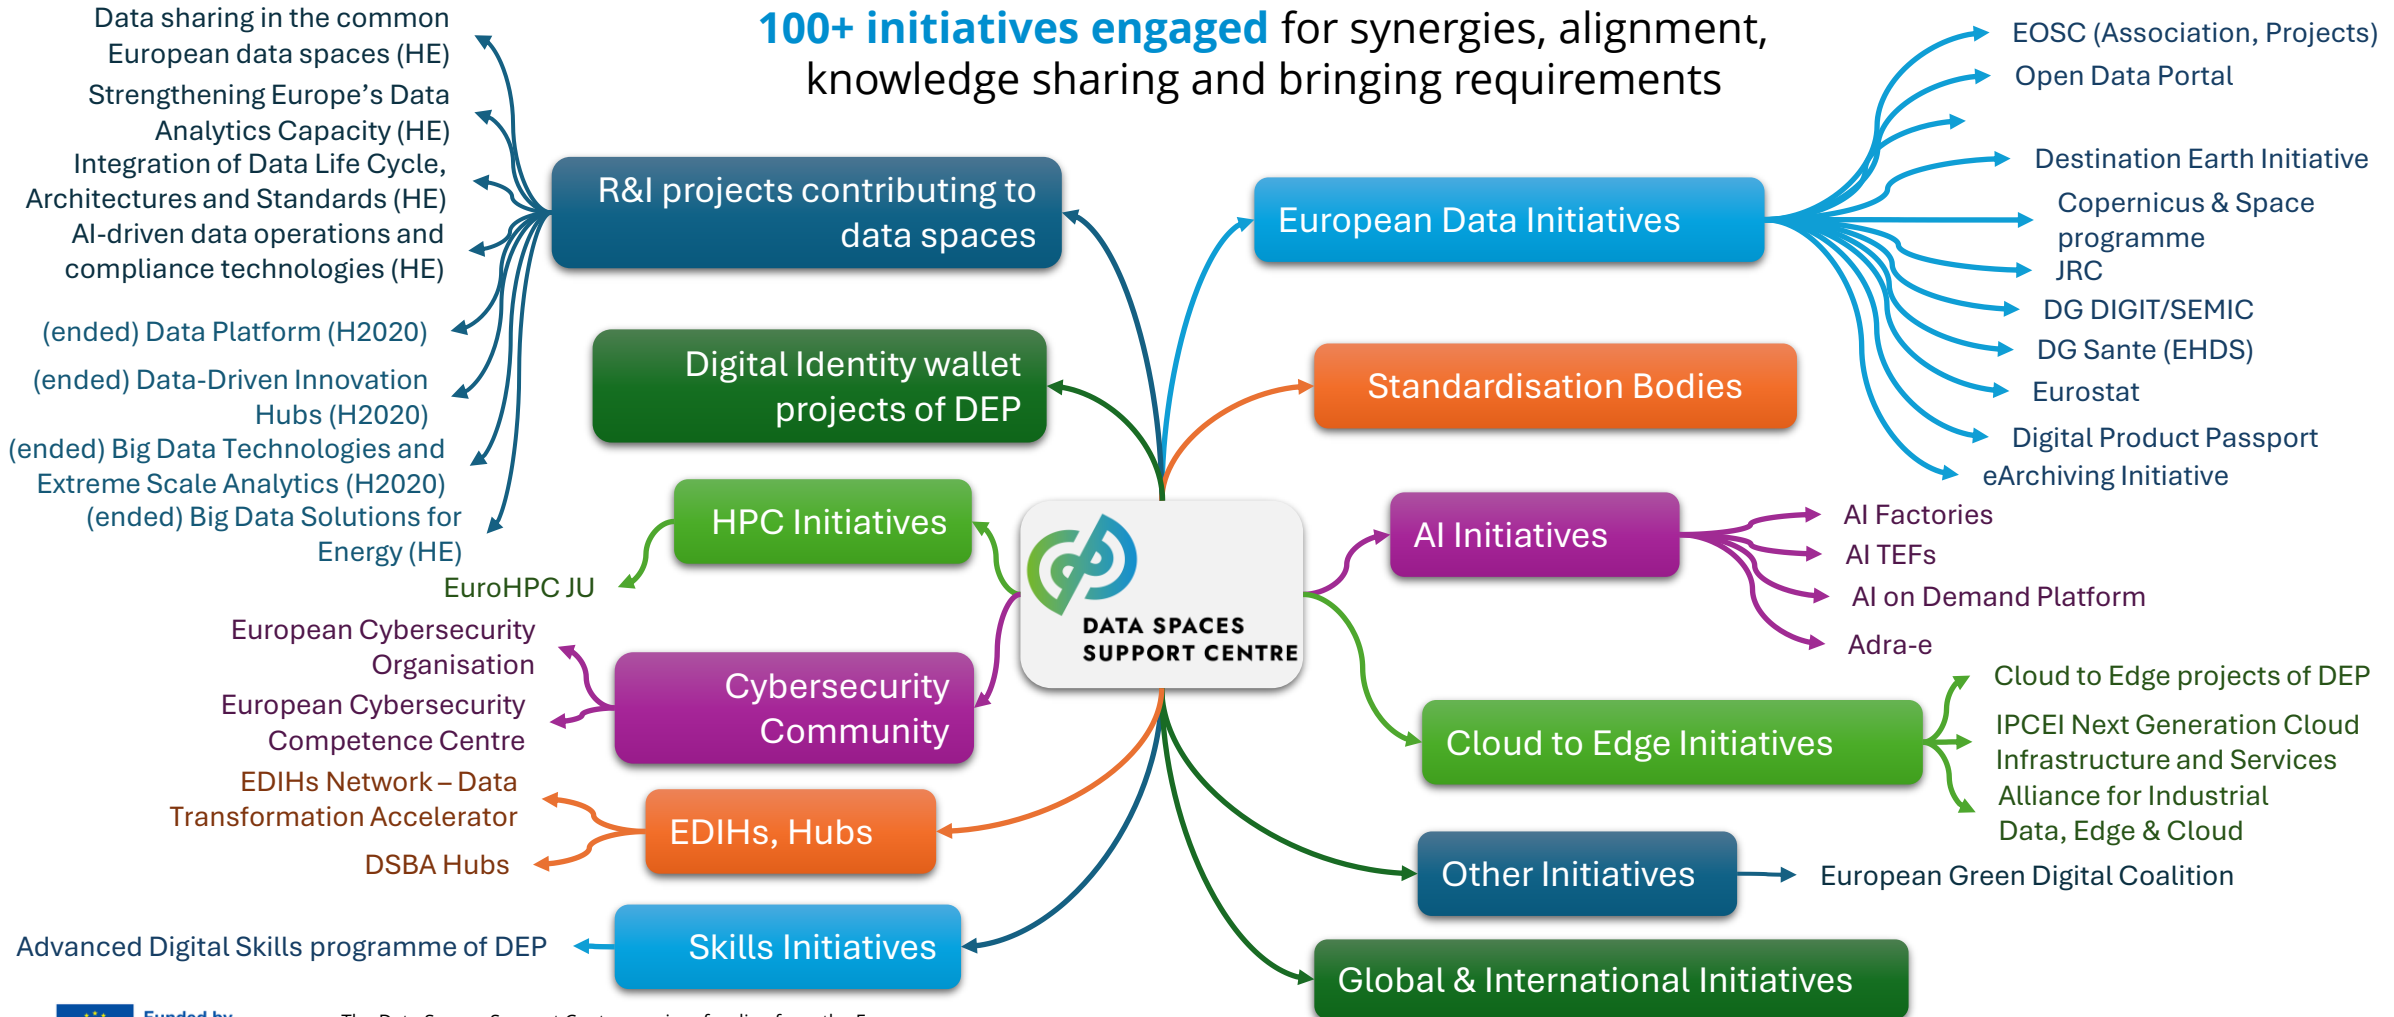 100+ initiatives engaged for synergies, alignment,
knowledge sharing and bringing requirements
Data sharing in the common
European data spaces (HE)
Strengthening Europe’s Data
Analytics Capacity (HE)
Integration of Data Life Cycle,
Architectures and Standards (HE)
AI-driven data operations and
compliance technologies (HE)
(ended) Data Platform (H2020)
(ended) Data-Driven Innovation
Hubs (H2020)
(ended) Big Data Technologies and
Extreme Scale Analytics (H2020)
(ended) Big Data Solutions for
Energy (HE)
R&I projects contributing to
data spaces
Digital Identity wallet
projects of DEP
HPC Initiatives
EuroHPC JU
Cybersecurity
Community
European Cybersecurity
Organisation
European Cybersecurity
Competence Centre
EDIHs, Hubs
EDIHs Network – Data
Transformation Accelerator
DSBA Hubs
Skills Initiatives
Advanced Digital Skills programme of DEP
DATA SPACES
SUPPORT CENTRE
European Data Initiatives
EOSC (Association, Projects)
Open Data Portal
Destination Earth Initiative
Copernicus & Space
programme
JRC
DG DIGIT/SEMIC
DG Sante (EHDS)
Eurostat
Digital Product Passport
eArchiving Initiative
Standardisation Bodies
AI Initiatives
AI Factories
AI TEFs
AI on Demand Platform
Adra-e
Cloud to Edge Initiatives
Cloud to Edge projects of DEP
IPCEI Next Generation Cloud
Infrastructure and Services
Alliance for Industrial
Data, Edge & Cloud
Other Initiatives
European Green Digital Coalition
Global & International Initiatives
Funded by